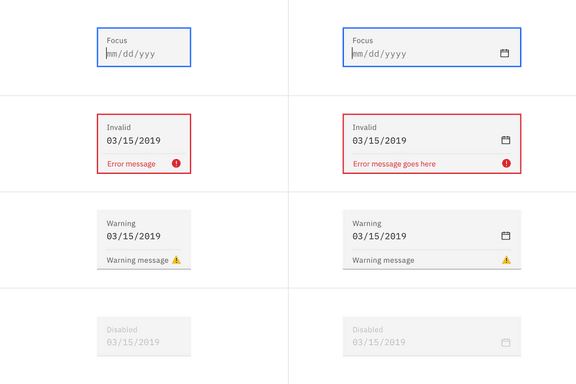 Focus
mm/dd/yyy
Focus
mm/dd/yyyy
Invalid
03/15/2019
Error message
Invalid
03/15/2019
Error message goes here
Warning
03/15/2019
Warning message
Warning
03/15/2019
Warning message
Disabled
03/15/2019
Disabled
03/15/2019